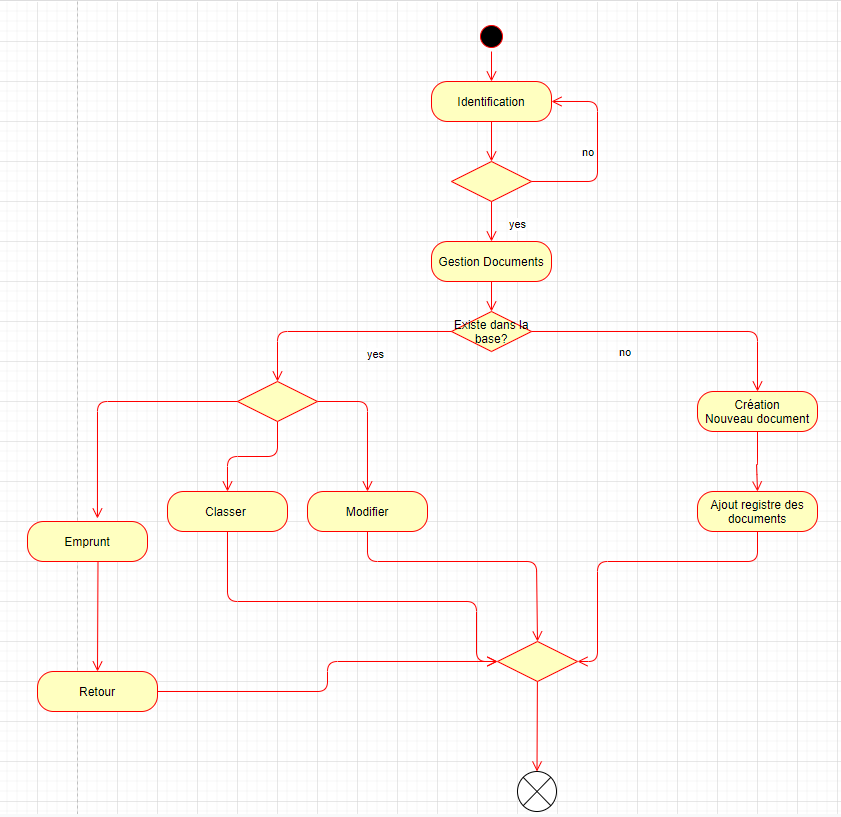 Identification
no
yes
Gestion Documents
Existe dans la
base?
yes
no
Création
Nouveau document
Classer
Modifier
Ajout registre des
documents
Emprunt
Retour